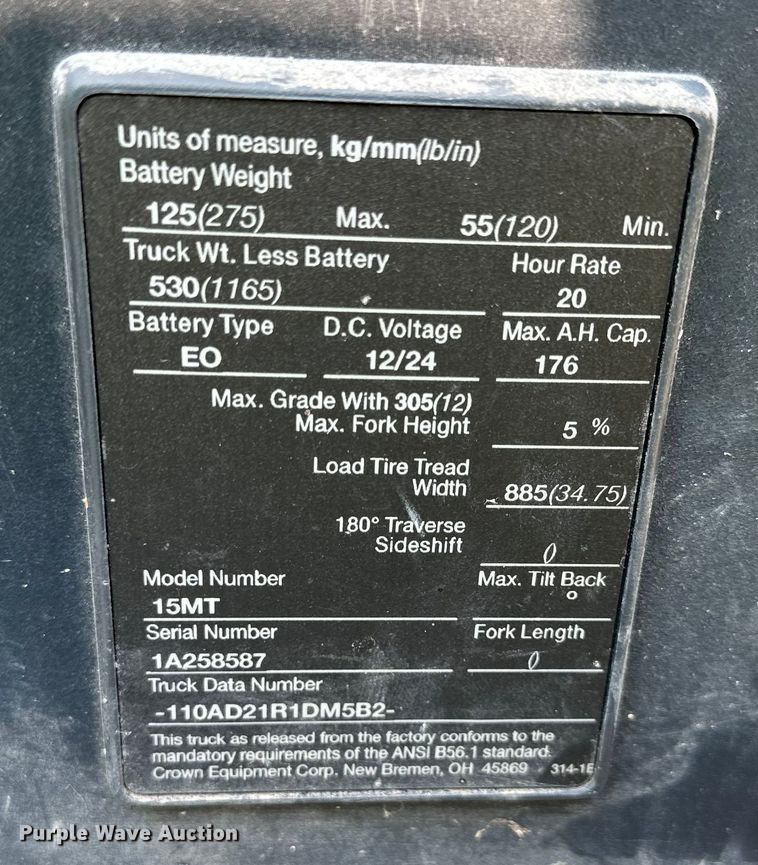 Units of measure, kg/mm(lb/in)
Battery Weight
125(275) Max. 55(120) Min.
Truck Wt. Less Battery Hour Rate
530(1165) 20
Battery Type D.C. Voltage Max. A.H. Cap.
EO 12/24 176
Max. Grade With 305(12)
Max. Fork Height 5 %
Load Tire Tread
Width 885(34.75)
180° Traverse
Sideshift 0
Model Number Max. Tilt Back
15MT °
Serial Number Fork Length
1A258587 0
Truck Data Number
-110AD21R1DM5B2-
This truck as released from the factory conforms to the
mandatory requirements of the ANSI B56.1 standard.
Crown Equipment Corp. New Bremen, OH 45869 314-1E
Purple Wave Auction